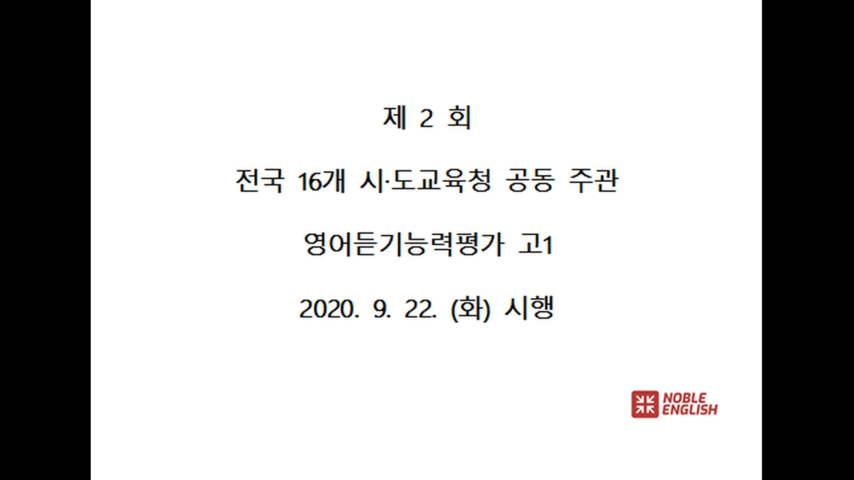 제 2 회
전국 16개 시·도교육청 공동 주관
영어듣기능력평가 고1
2020. 9. 22. (화) 시행
NOBLE
ENGLISH